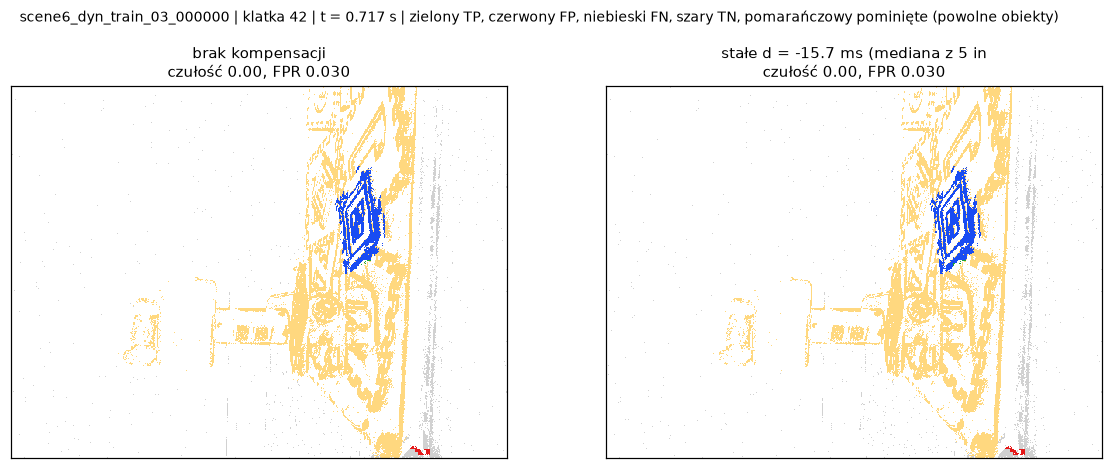 scene6_dyn_train_03_000000 | klatka 42 | t = 0.717 s | zielony TP, czerwony FP, niebieski FN, szary TN, pomarańczowy pominięte (powolne obiekty)
brak kompensacji
czułość 0.00, FPR 0.030
stałe d = -15.7 ms (mediana z 5 in
czułość 0.00, FPR 0.030